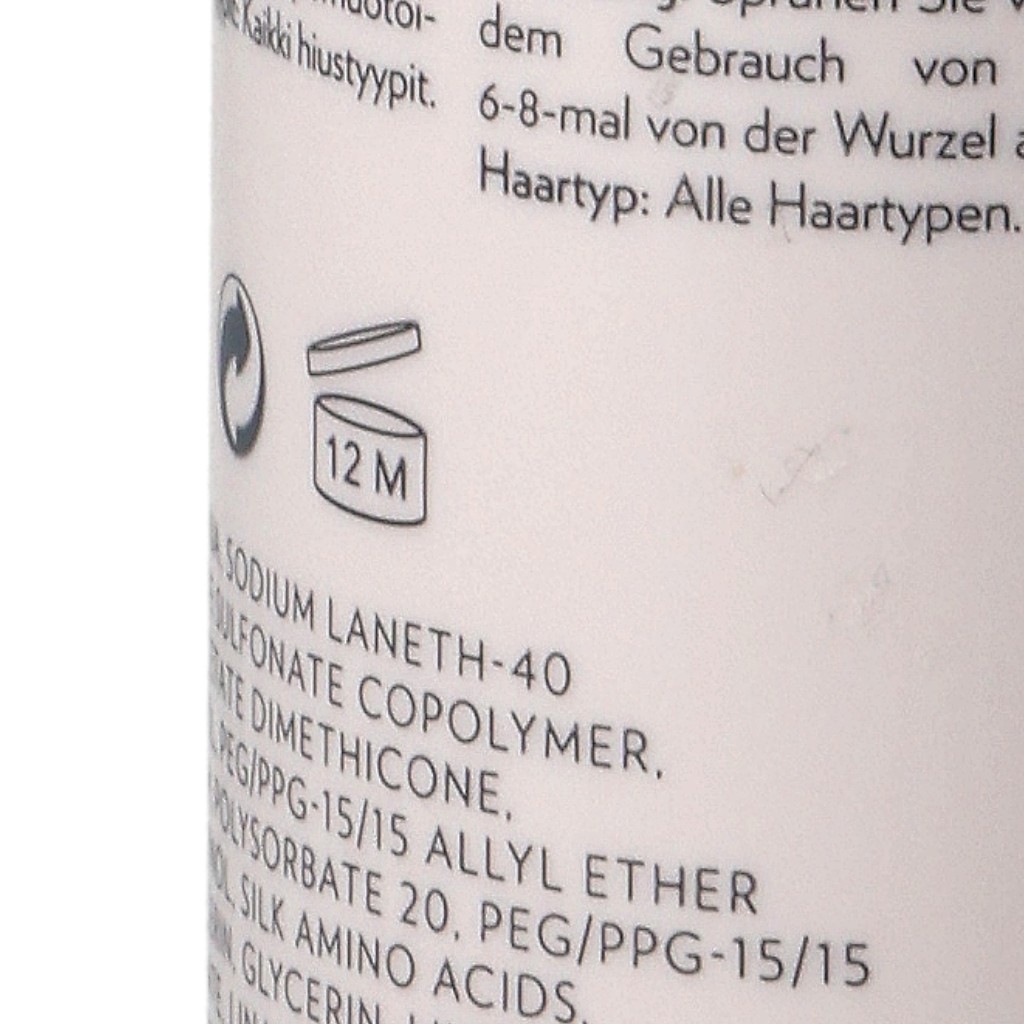 Kaikki hiustyypit.
dem Gebrauch von
6-8-mal von der Wurzel
Haartyp: Alle Haartypen.
12 M
SODIUM LANETH-40
SULFONATE COPOLYMER,
DIMETHICONE,
PEG/PPG-15/15 ALLYL ETHER
POLYSORBATE 20, PEG/PPG-15/15
SILK AMINO ACIDS,
GLYCERIN,